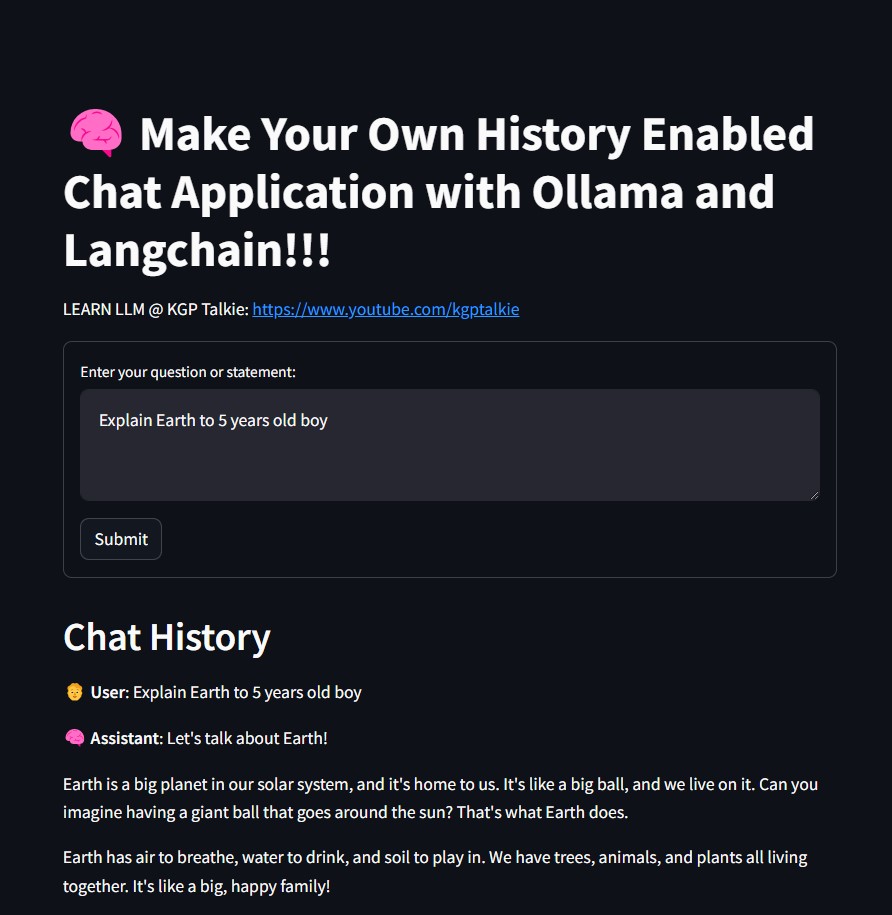 🧠 Make Your Own History Enabled
Chat Application with Ollama and
Langchain!!!
LEARN LLM @ KGP Talkie: https://www.youtube.com/kgptalkie
Enter your question or statement:
Explain Earth to 5 years old boy
Submit
Chat History
🧑 User: Explain Earth to 5 years old boy
🧠 Assistant: Let's talk about Earth!
Earth is a big planet in our solar system, and it's home to us. It's like a big ball, and we live on it. Can you
imagine having a giant ball that goes around the sun? That's what Earth does.
Earth has air to breathe, water to drink, and soil to play in. We have trees, animals, and plants all living
together. It's like a big, happy family!